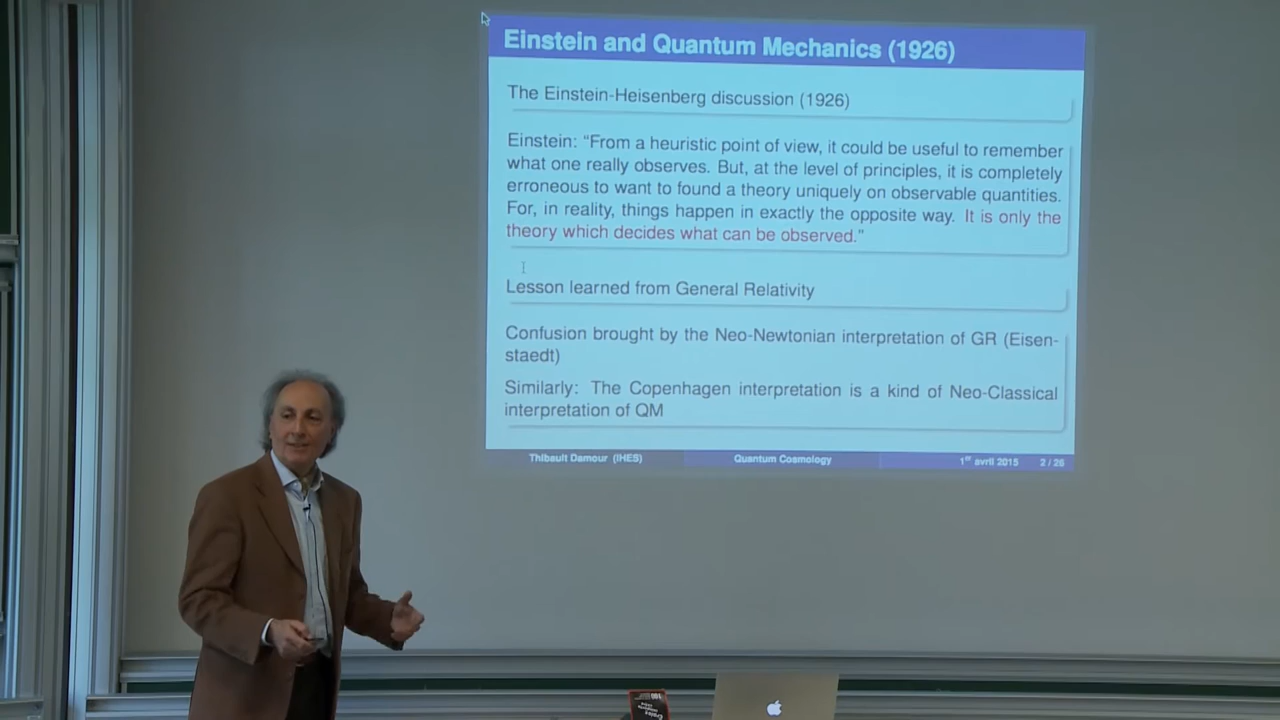 Einstein and Quantum Mechanics (1926)
The Einstein-Heisenberg discussion (1926)
Einstein: “From a heuristic point of view, it could be useful to remember
what one really observes. But, at the level of principles, it is completely
erroneous to want to found a theory uniquely on observable quantities.
For, in reality, things happen in exactly the opposite way. It is only the
theory which decides what can be observed.”
Lesson learned from General Relativity
Confusion brought by the Neo-Newtonian interpretation of GR (Eisen-
staedt)
Similarly: The Copenhagen interpretation is a kind of Neo-Classical
interpretation of QM
Thibault Damour (IHES) Quantum Cosmology 1er avril 2015 2 / 26